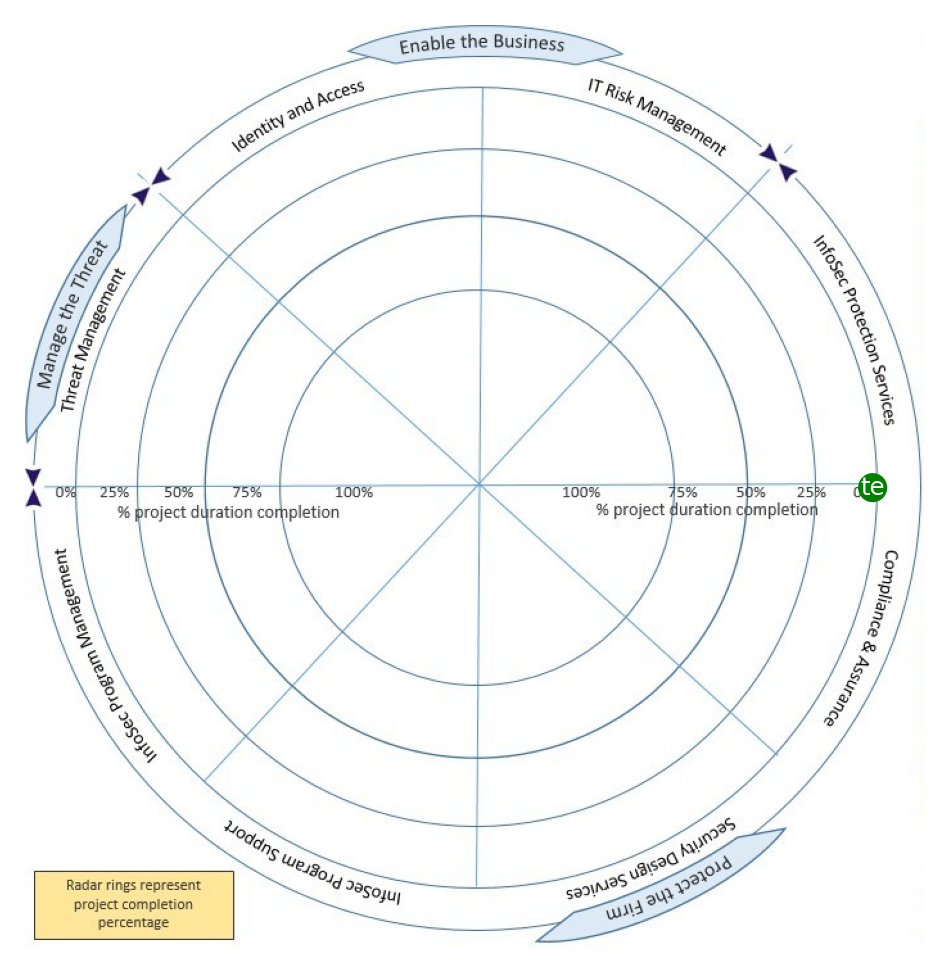 Enable the Business
Identity and Access
IT Risk Management
Manage the Threat
Threat Management
InfoSec Protection Services
0% 25% 50% 75% 100% 100% 75% 50% 25% te
% project duration completion % project duration completion
InfoSec Program Management
Compliance & Assurance
InfoSec Program Support
Security Design Services
Protect the Firm
Radar rings represent
project completion
percentage